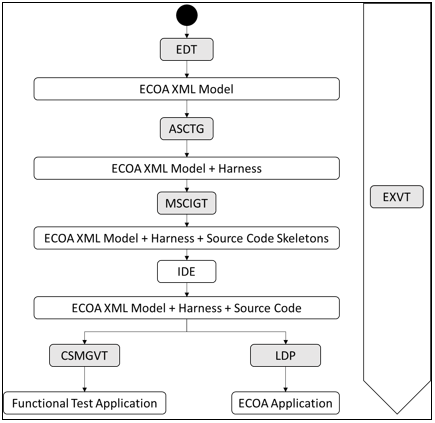 EDT
ECOA XML Model
ASCTG
ECOA XML Model + Harness
MSCIGT
EXVT
ECOA XML Model + Harness + Source Code Skeletons
IDE
ECOA XML Model + Harness + Source Code
CSMGVT
LDP
Functional Test Application
ECOA Application